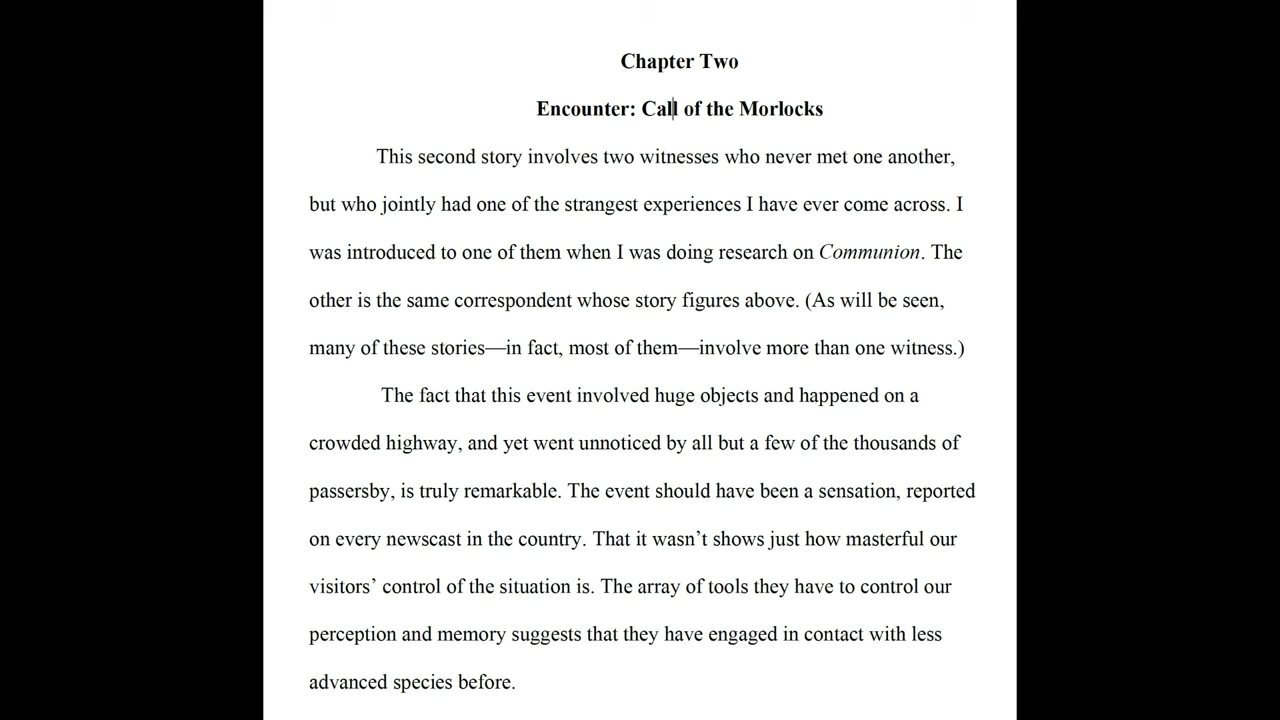 Chapter Two
Encounter: Call of the Morlocks
This second story involves two witnesses who never met one another,
but who jointly had one of the strangest experiences I have ever come across. I
was introduced to one of them when I was doing research on Communion. The
other is the same correspondent whose story figures above. (As will be seen,
many of these stories—in fact, most of them—involve more than one witness.)
The fact that this event involved huge objects and happened on a
crowded highway, and yet went unnoticed by all but a few of the thousands of
passersby, is truly remarkable. The event should have been a sensation, reported
on every newscast in the country. That it wasn’t shows just how masterful our
visitors’ control of the situation is. The array of tools they have to control our
perception and memory suggests that they have engaged in contact with less
advanced species before.